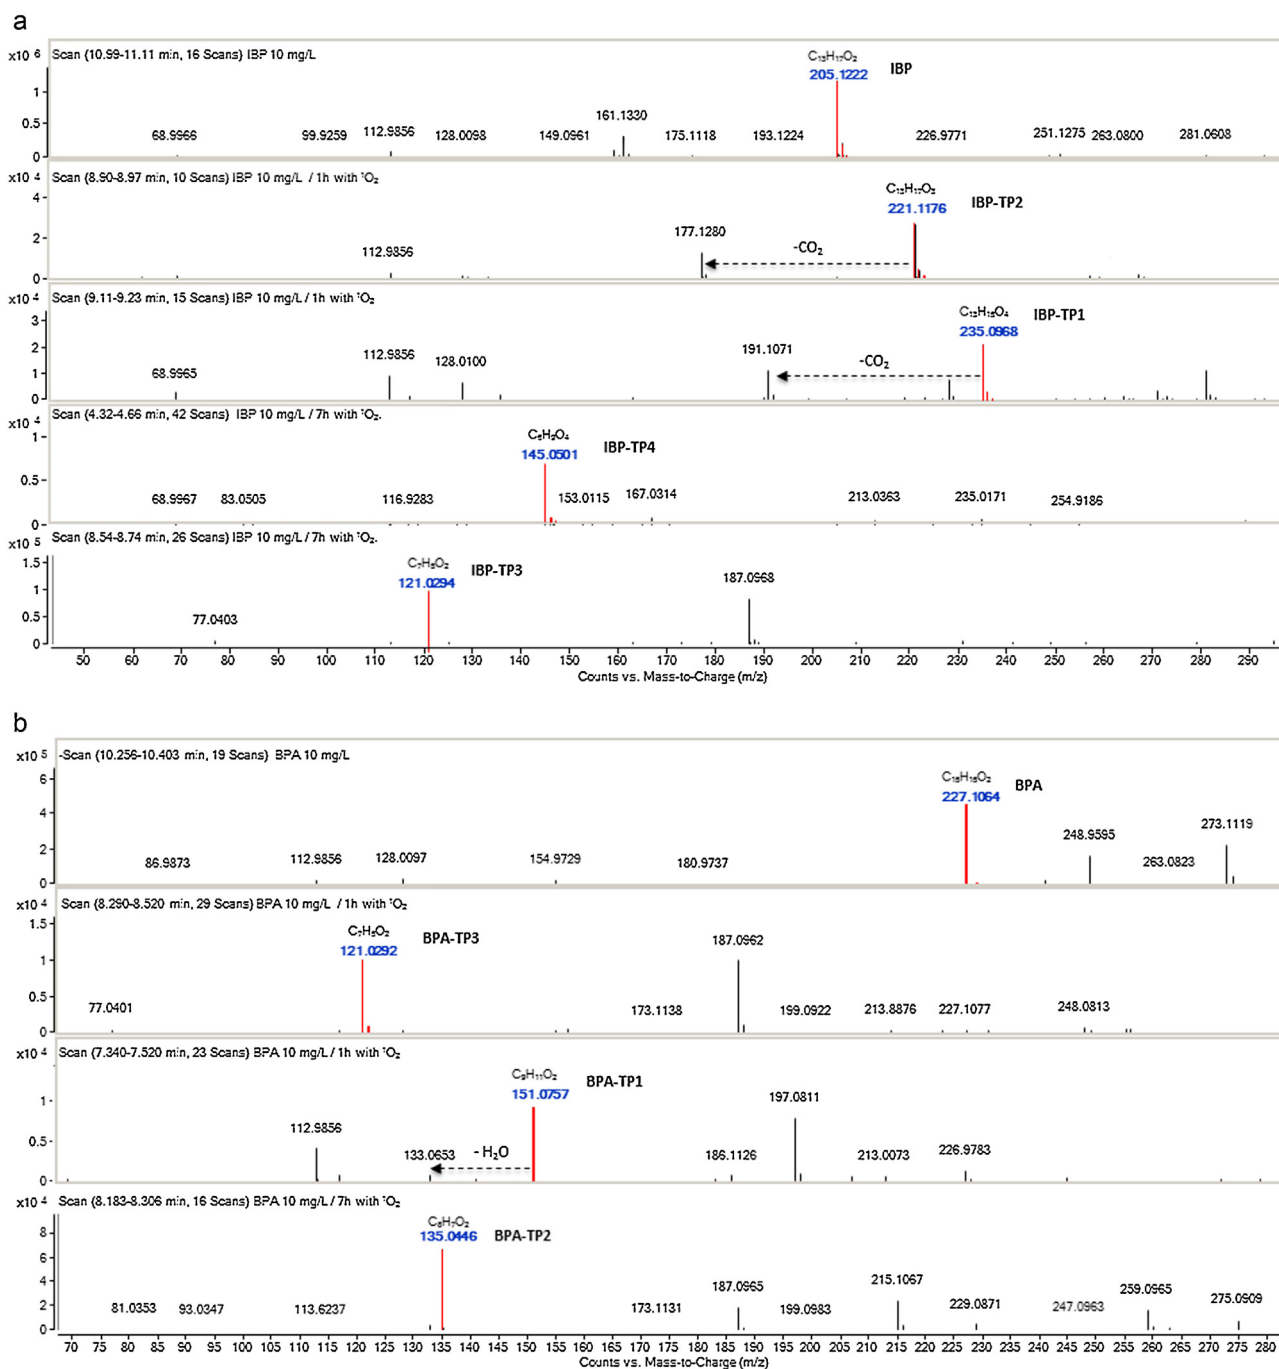 a
x10 6
Scan (10.99-11.11 min, 16 Scans) IBP 10 mg/L
C₁₃H₁₇O₂
205.1222
IBP
1
0.5
0
68.9966 99.9259 112.9856 128.0098 149.0961 161.1330 175.1118 193.1224 226.9771 251.1275 263.0800 281.0608
x10 4
Scan (8.90-8.97 min, 10 Scans) IBP 10 mg/L / 1h with ¹O₂
221.1176
IBP-TP2
4
2
0
112.9856 177.1280 -CO₂
x10 4
Scan (9.11-9.23 min, 15 Scans) IBP 10 mg/L / 1h with ¹O₂
235.0968
IBP-TP1
3
2
1
0
68.9965 112.9856 128.0100 191.1071 -CO₂
x10 4
Scan (4.32-4.66 min, 42 Scans) IBP 10 mg/L / 7h with ¹O₂.
145.0501
IBP-TP4
1
0.5
0
68.9967 83.0505 116.9283 153.0115 167.0314 213.0363 235.0171 254.9186
x10 5
Scan (8.54-8.74 min, 26 Scans) IBP 10 mg/L / 7h with ¹O₂.
C₇H₅O₂
121.0294
IBP-TP3
1.5
1
0.5
0
77.0403 187.0968
50 60 70 80 90 100 110 120 130 140 150 160 170 180 190 200 210 220 230 240 250 260 270 280 290
Counts vs. Mass-to-Charge (m/z)
b
x10 5
-Scan (10.256-10.403 min, 19 Scans) BPA 10 mg/L
227.1064
BPA
6
4
2
0
86.9873 112.9856 128.0097 154.9729 180.9737 248.9595 263.0823 273.1119
x10 4
Scan (8.290-8.520 min, 29 Scans) BPA 10 mg/L / 1h with ¹O₂
C₇H₅O₂
121.0292
BPA-TP3
1.5
1
0.5
0
77.0401 173.1138 187.0962 199.0922 213.8876 227.1077 248.0813
x10 4
Scan (7.340-7.520 min, 23 Scans) BPA 10 mg/L / 1h with ¹O₂
C₉H₁₁O₂
151.0757
BPA-TP1
1
0.5
0
112.9856 133.0653 - H₂O 186.1126 197.0811 213.0073 226.9783
x10 4
Scan (8.183-8.306 min, 16 Scans) BPA 10 mg/L / 7h with ¹O₂
C₈H₇O₂
135.0446
BPA-TP2
8
6
4
2
0
81.0353 93.0347 113.6237 173.1131 187.0965 199.0983 215.1067 229.0871 247.0963 259.0965 275.0909
70 75 80 85 90 95 100 105 110 115 120 125 130 135 140 145 150 155 160 165 170 175 180 185 190 195 200 205 210 215 220 225 230 235 240 245 250 255 260 265 270 275 280
Counts vs. Mass-to-Charge (m/z)